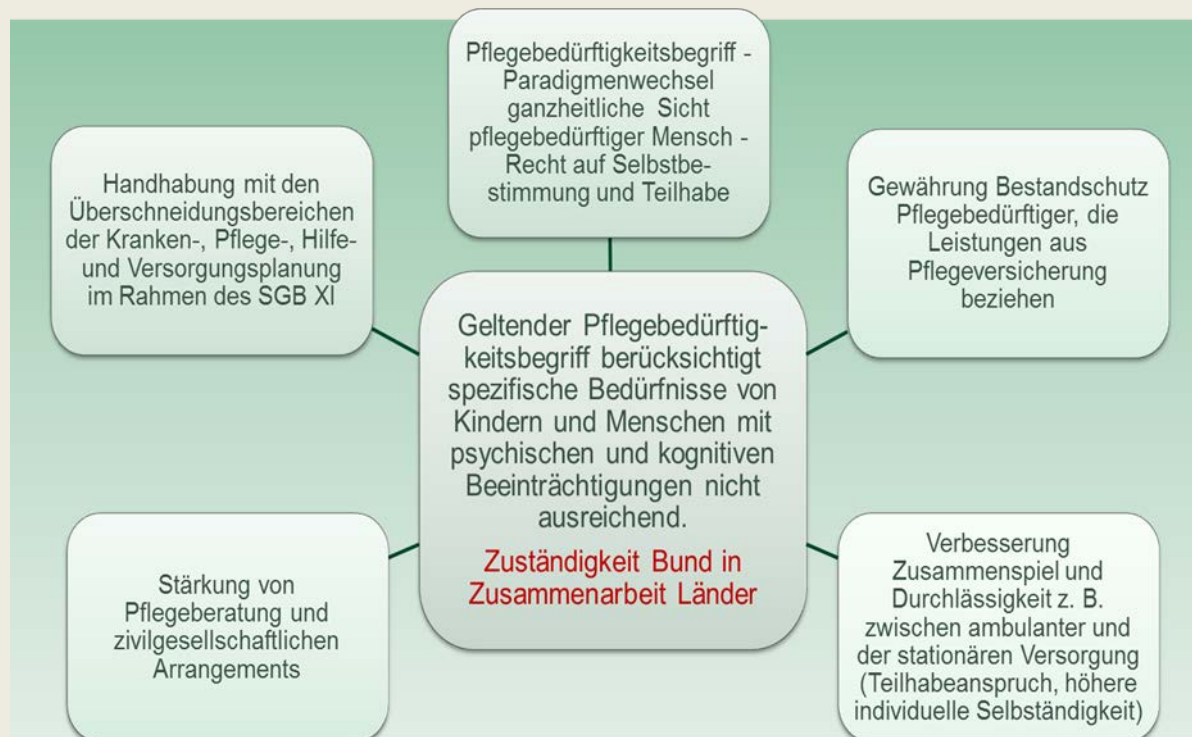 Pflegebedürftigkeitsbegriff -
Paradigmenwechsel
ganzheitliche Sicht
pflegebedürftiger Mensch -
Recht auf Selbstbe-
stimmung und Teilhabe
Handhabung mit den
Überschneidungsbereichen
der Kranken-, Pflege-, Hilfe-
und Versorgungsplanung
im Rahmen des SGB XI
Gewährung Bestandschutz
Pflegebedürftiger, die
Leistungen aus
Pflegeversicherung
beziehen
Geltender Pflegebedürftig-
keitsbegriff berücksichtigt
spezifische Bedürfnisse von
Kindern und Menschen mit
psychischen und kognitiven
Beeinträchtigungen nicht
ausreichend.
Zuständigkeit Bund in
Zusammenarbeit Länder
Stärkung von
Pflegeberatung und
zivilgesellschaftlichen
Arrangements
Verbesserung
Zusammenspiel und
Durchlässigkeit z. B.
zwischen ambulanter und
der stationären Versorgung
(Teilhabeanspruch, höhere
individuelle Selbständigkeit)